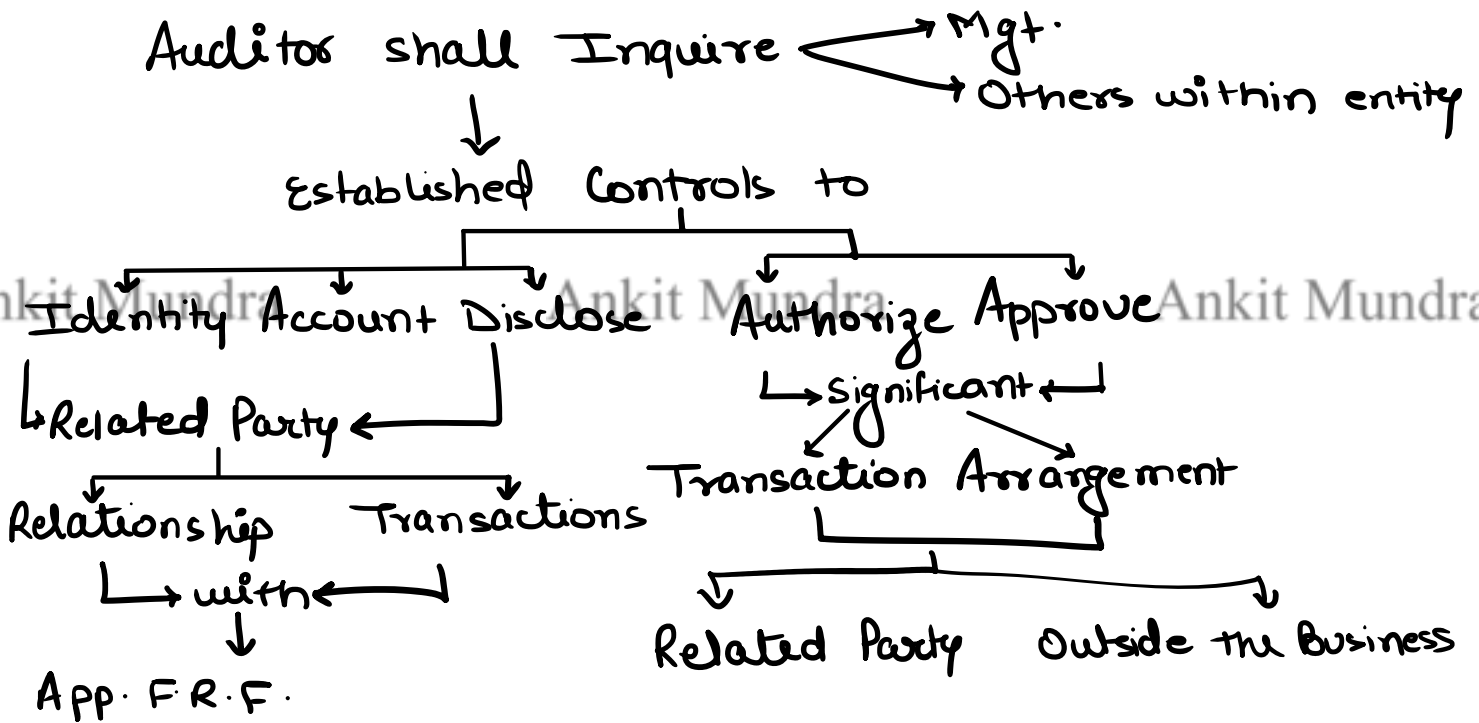 Auditor shall Inquire Mgt.
Others within entity
Established Controls to
Ankit Mundra Ankit Mundra Ankit Mundra
Identity Account Disclose Authorize Approve
Significant
Related Party
Transaction Arrangement
Relationship Transactions
with
Related Party Outside the Business
App. F.R.F.